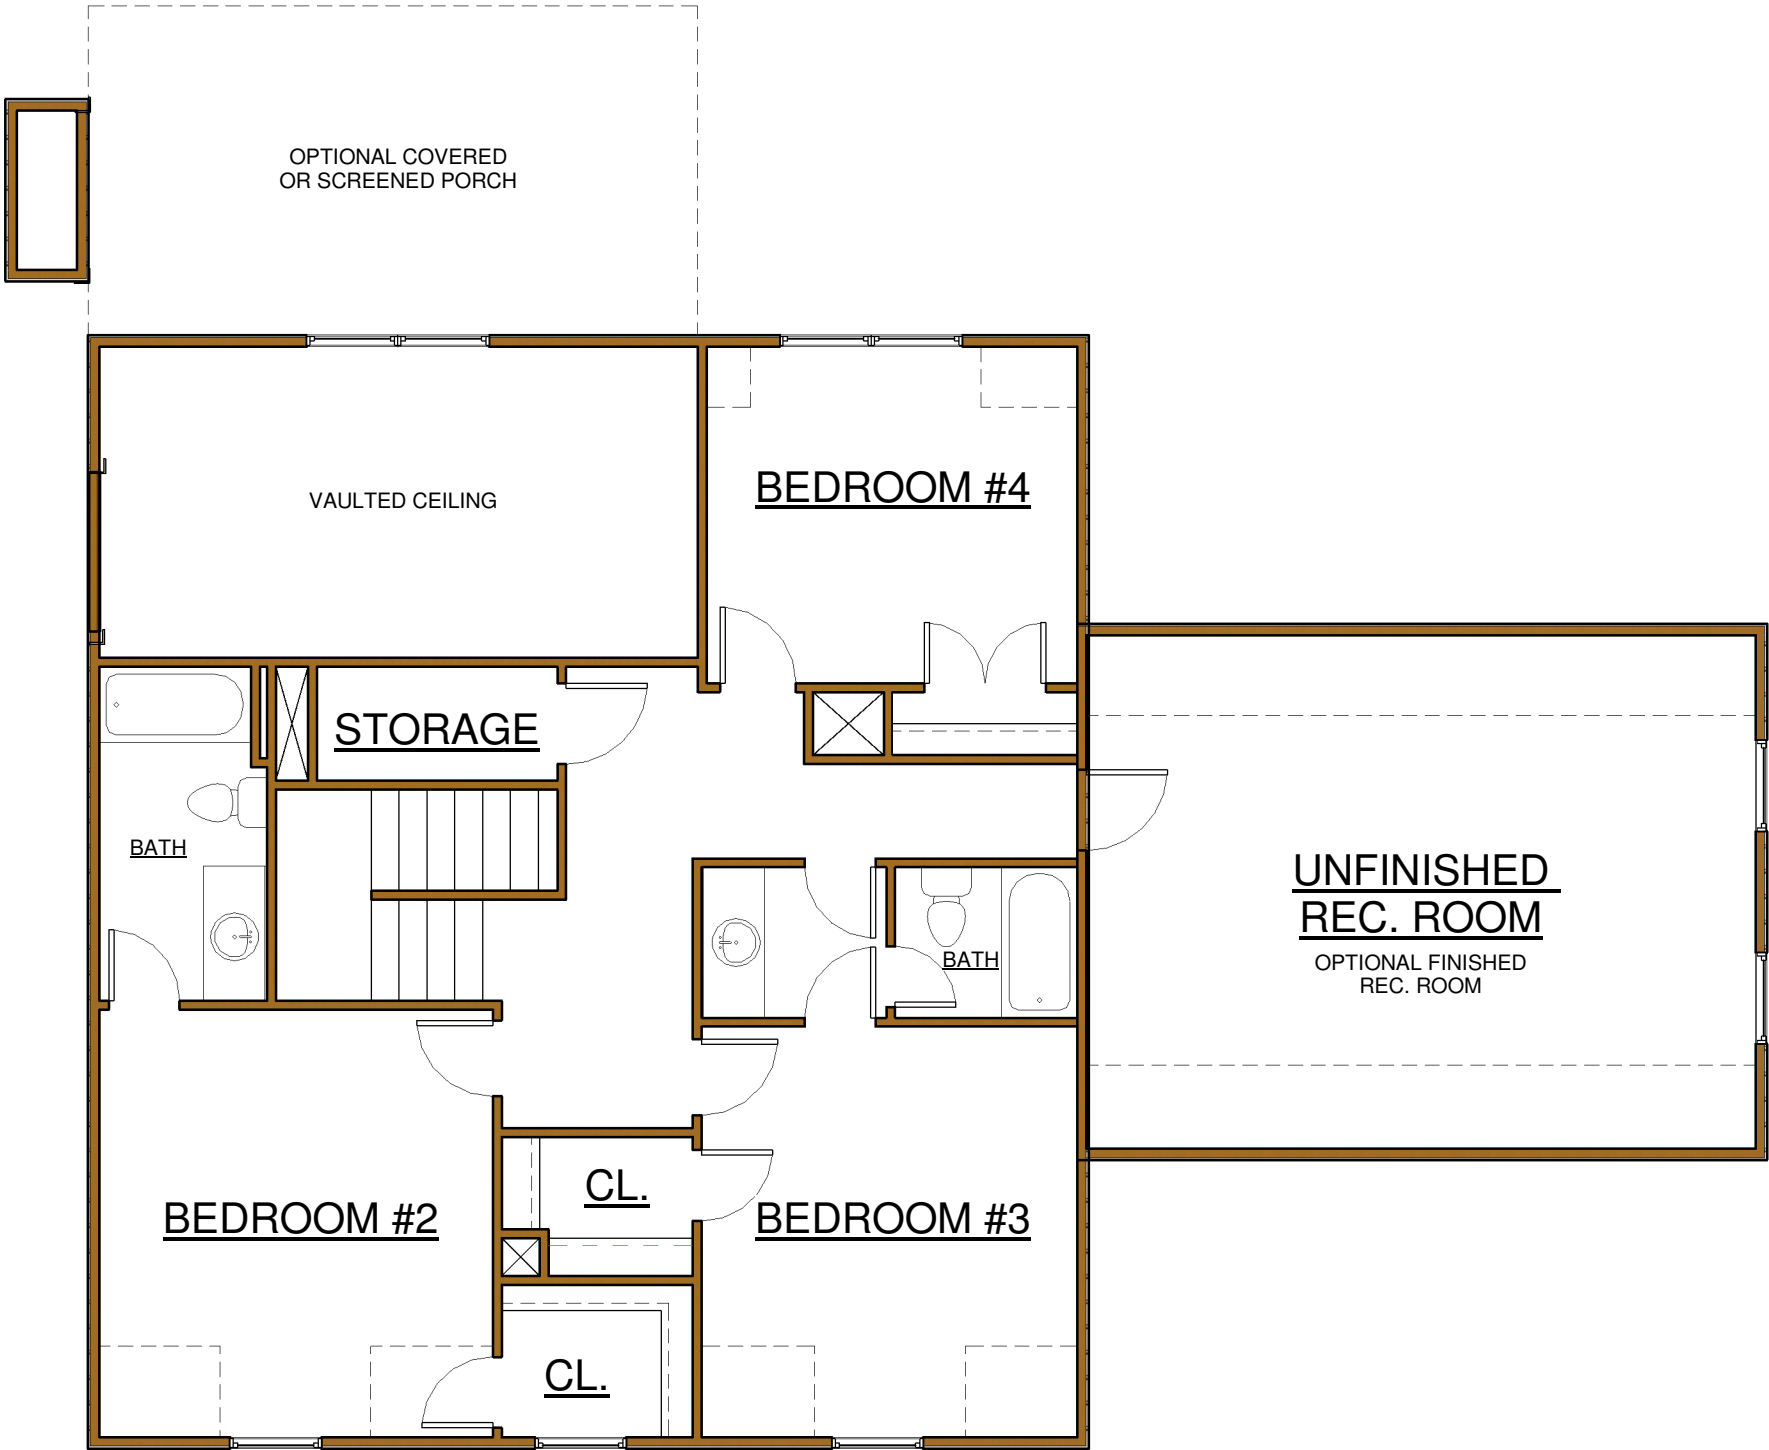 OPTIONAL COVERED
OR SCREENED PORCH
VAULTED CEILING
BEDROOM #4
STORAGE
BATH
UNFINISHED
REC. ROOM
OPTIONAL FINISHED
REC. ROOM
BATH
CL.
BEDROOM #2
BEDROOM #3
CL.